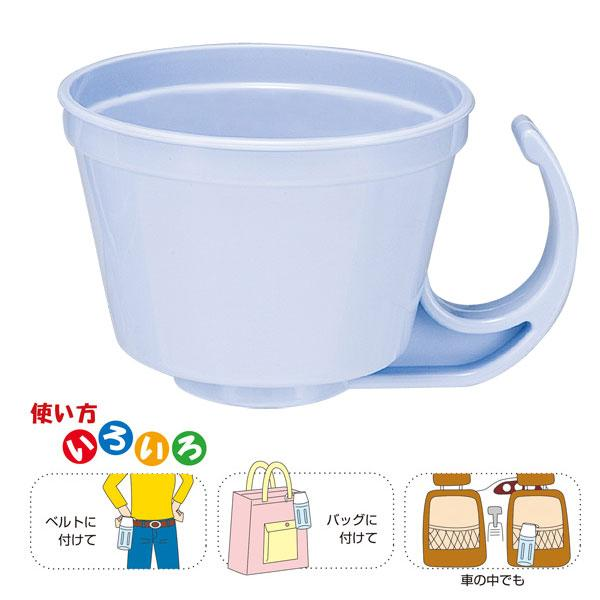 使い方
いろいろ
ベルトに
付けて
バッグに
付けて
車の中でも